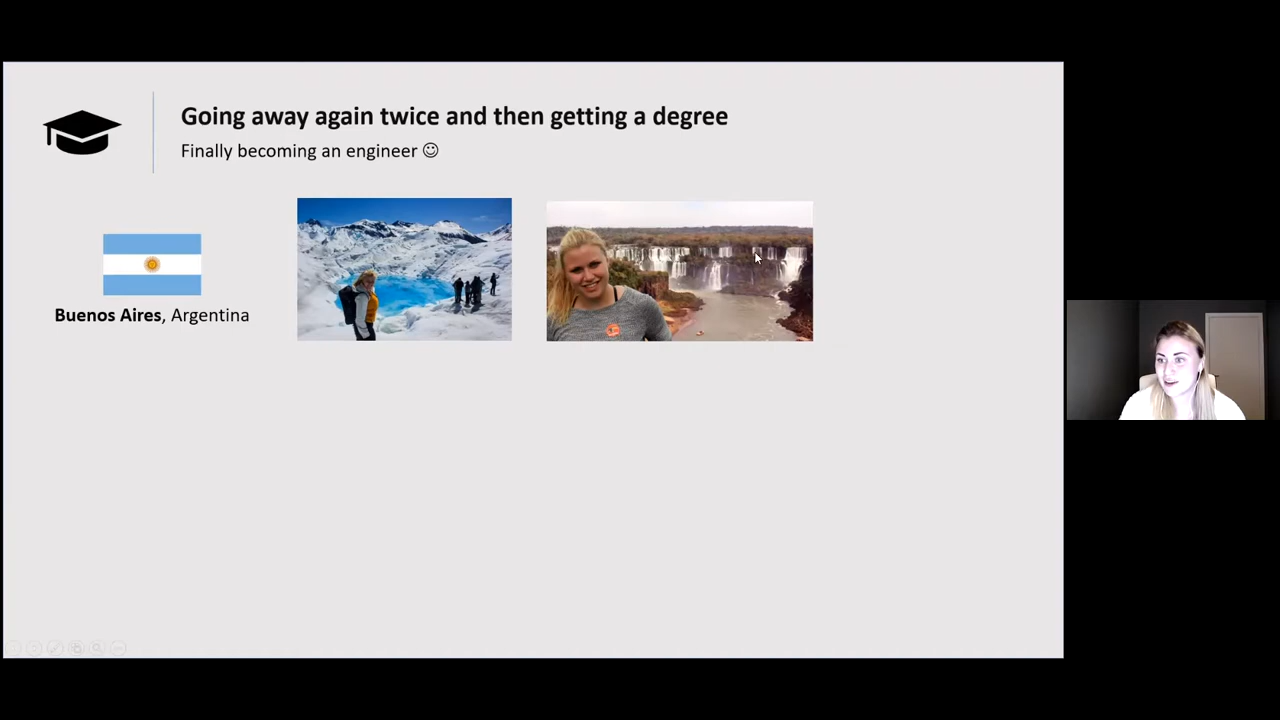 Going away again twice and then getting a degree
Finally becoming an engineer ☺
Buenos Aires, Argentina